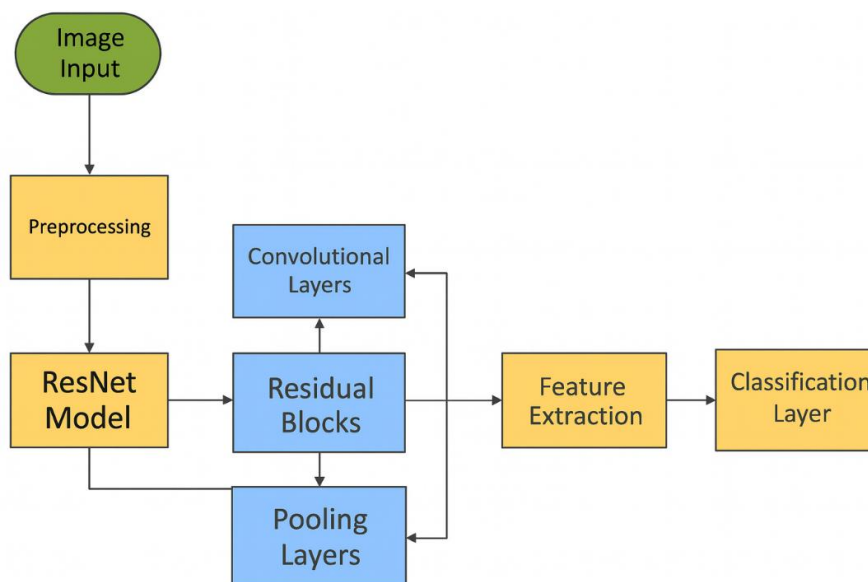 Image
Input
Preprocessing
Convolutional
Layers
ResNet
Model
Residual
Blocks
Feature
Extraction
Classification
Layer
Pooling
Layers